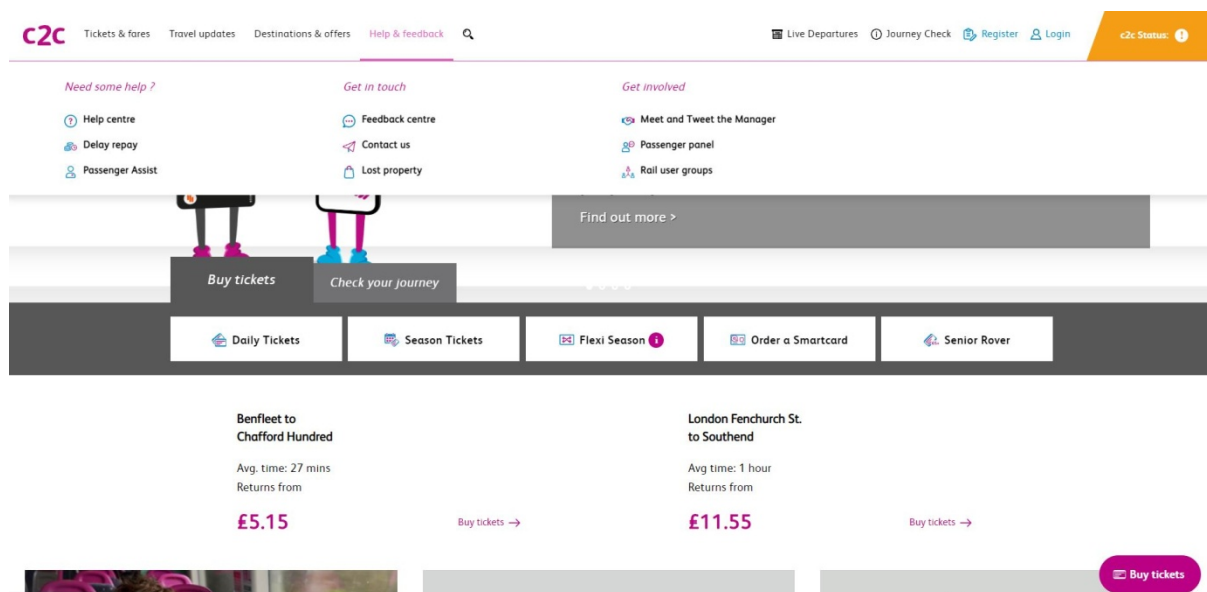 c2c
Tickets & fares Travel updates Destinations & offers Help & feedback
Live Departures Journey Check Register Login
c2c Status:
Need some help ?
Help centre
Delay repay
Passenger Assist
Get in touch
Feedback centre
Contact us
Lost property
Get involved
Meet and Tweet the Manager
Passenger panel
Rail user groups
Find out more >
Buy tickets
Check your journey
Daily Tickets
Season Tickets
Flexi Season
Order a Smartcard
Senior Rover
Benfleet to
Chafford Hundred
Avg. time: 27 mins
Returns from
£5.15
Buy tickets →
London Fenchurch St.
to Southend
Avg time: 1 hour
Returns from
£11.55
Buy tickets →
Buy tickets